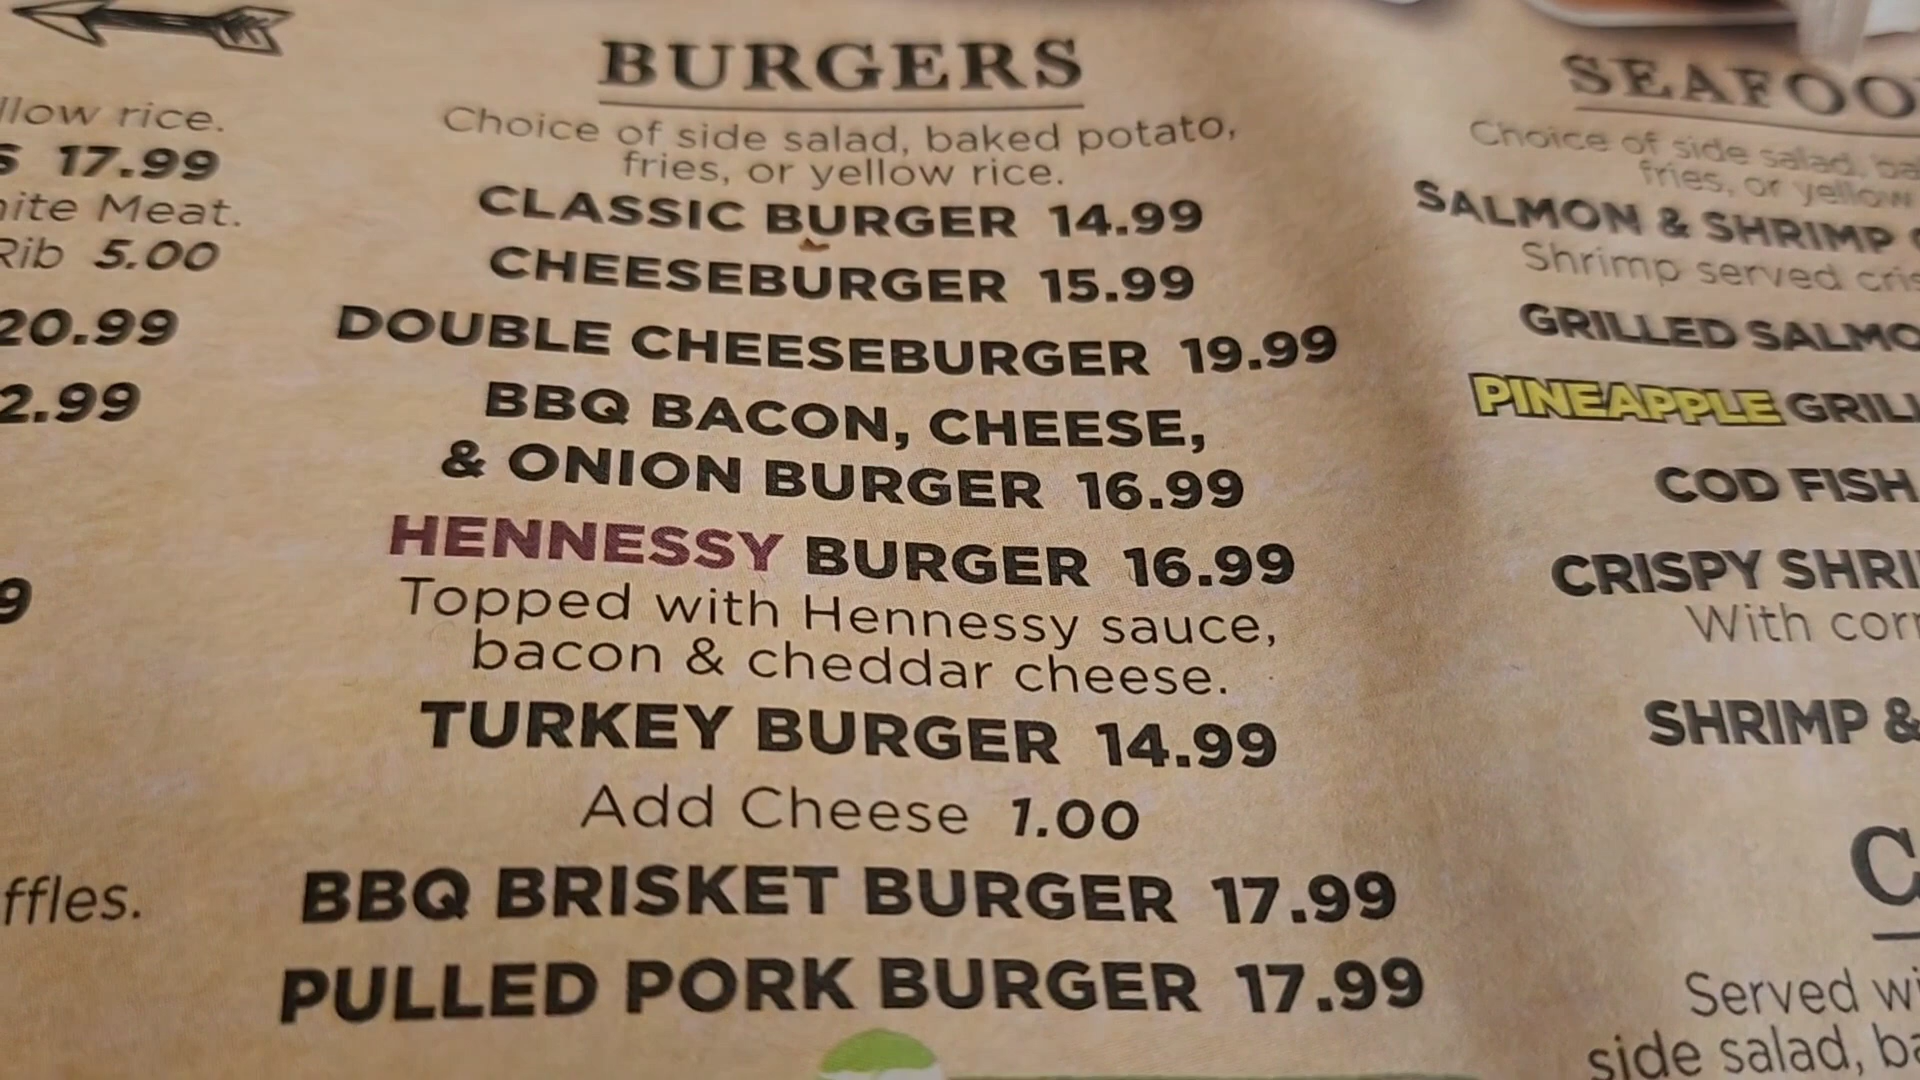 llow rice.
17.99
ite Meat.
Rib 5.00
20.99
2.99
9
ffles.
BURGERS
Choice of side salad, baked potato,
fries, or yellow rice.
CLASSIC BURGER 14.99
CHEESEBURGER 15.99
DOUBLE CHEESEBURGER 19.99
BBQ BACON, CHEESE,
& ONION BURGER 16.99
HENNESSY BURGER 16.99
Topped with Hennessy sauce,
bacon & cheddar cheese.
TURKEY BURGER 14.99
Add Cheese 1.00
BBQ BRISKET BURGER 17.99
PULLED PORK BURGER 17.99
SEAFOO
Choice of side salad, ba
fries, or yellow
SALMON & SHRIMP
Shrimp served cris
GRILLED SALMO
PINEAPPLE GRIL
COD FISH
CRISPY SHRI
With corn
SHRIMP &
C
Served wi
side salad, ba